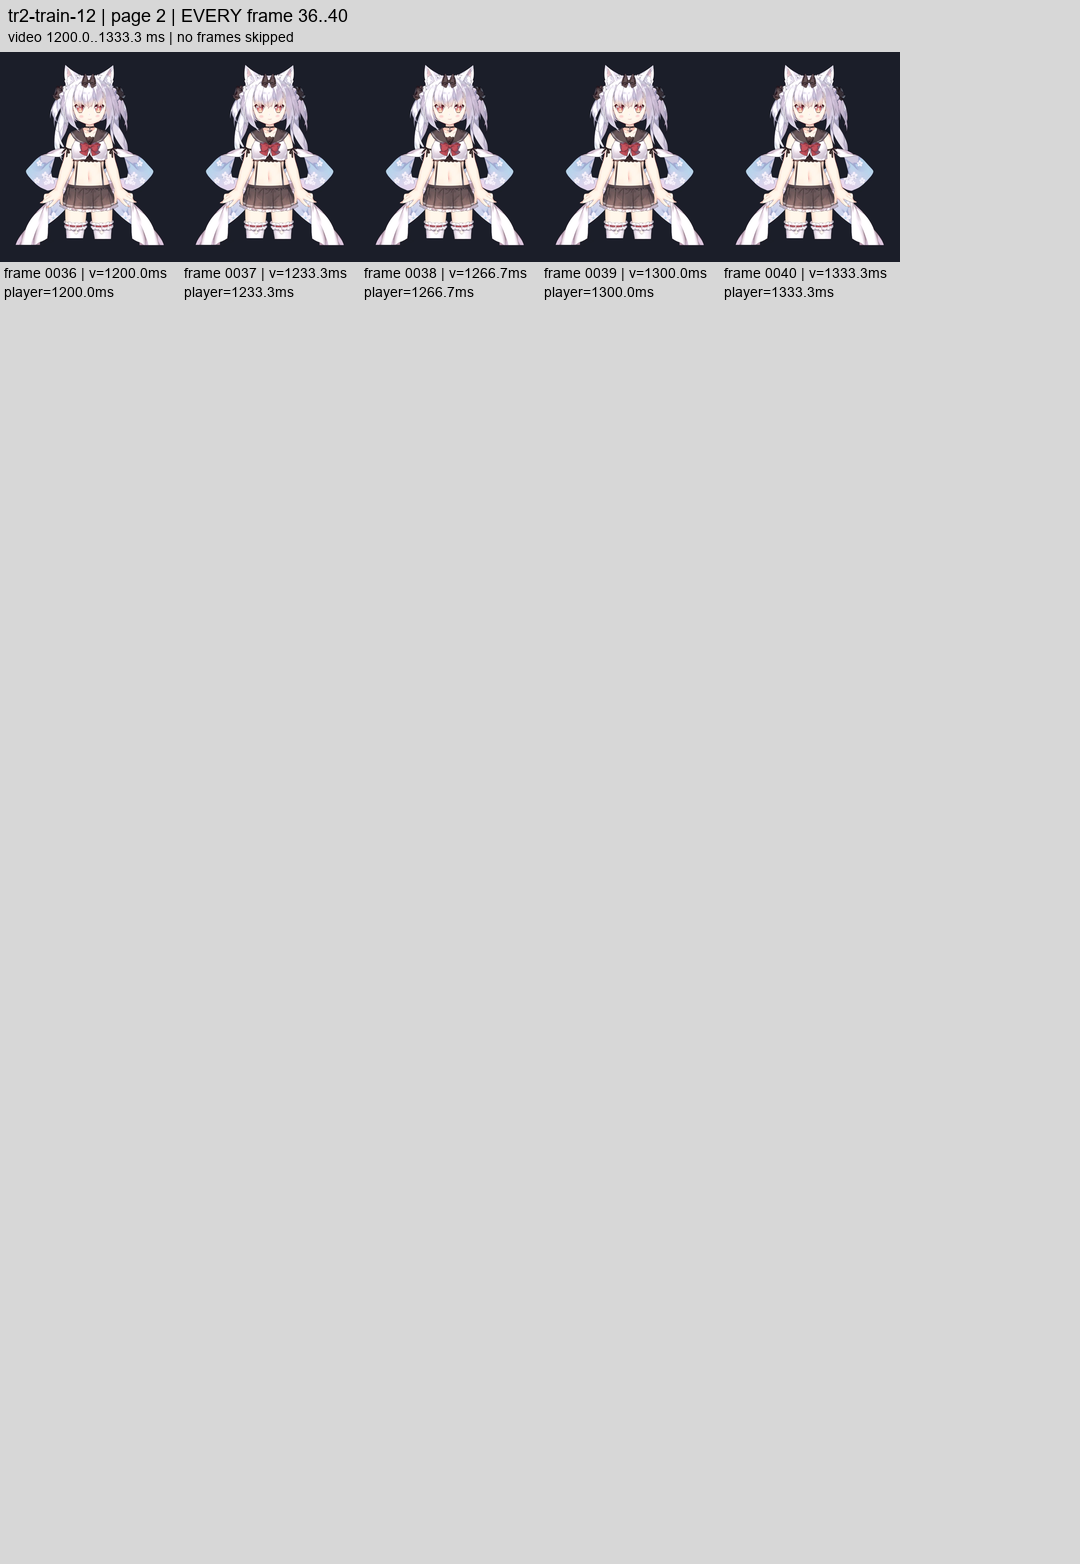 tr2-train-12 | page 2 | EVERY frame 36..40
video 1200.0..1333.3 ms | no frames skipped
frame 0036 | v=1200.0ms
player=1200.0ms
frame 0037 | v=1233.3ms
player=1233.3ms
frame 0038 | v=1266.7ms
player=1266.7ms
frame 0039 | v=1300.0ms
player=1300.0ms
frame 0040 | v=1333.3ms
player=1333.3ms